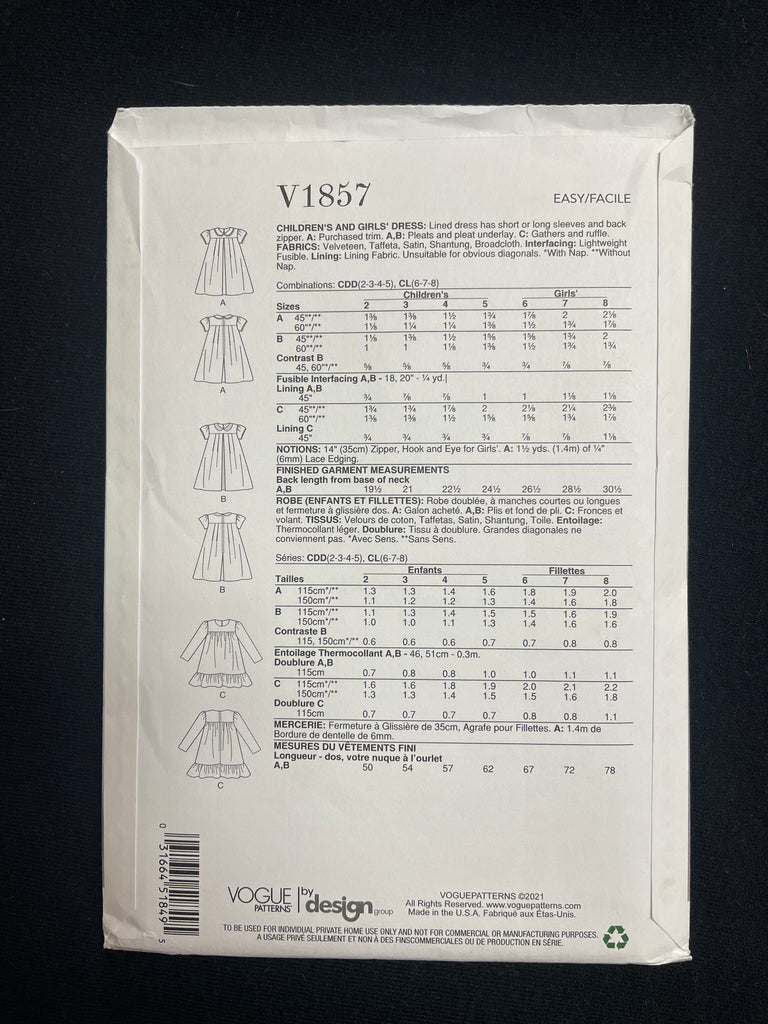 V1857
EASY/FACILE
CHILDREN'S AND GIRLS' DRESS: Lined dress has short or long sleeves and back
zipper. A: Purchased trim. A,B: Pleats and pleat underlay. C: Gathers and ruffle.
FABRICS: Velveteen, Taffeta, Satin, Shantung, Broadcloth. Interfacing: Lightweight
Fusible. Lining: Lining Fabric. Unsuitable for obvious diagonals. *With Nap. **Without
Nap.
Combinations: CDD(2-3-4-5), CL(6-7-8)
Children's Girls'
Sizes 2 3 4 5 6 7 8
A 45"*/** 1⅜ 1⅜ 1½ 1¾ 1⅞ 2 2⅛
60"*/** 1⅛ 1¼ 1¼ 1⅜ 1½ 1¾ 1⅞
B 45"*/** 1⅛ 1⅜ 1½ 1⅝ 1⅝ 1¾ 2
60"*/** 1 1 1⅛ 1⅜ 1½ 1¾ 1¾
Contrast B
45, 60"*/** ⅝ ⅝ ⅝ ¾ ¾ ⅞ ⅞
Fusible Interfacing A,B - 18, 20" - ¼ yd.|
Lining A,B
45" ¾ ⅞ ⅞ 1 1 1⅛ 1⅛
C 45"*/** 1¾ 1¾ 1⅞ 2 2⅛ 2¼ 2⅜
60"*/** 1⅜ 1⅜ 1½ 1⅝ 1⅝ 1¾ 1⅞
Lining C
45" ¾ ¾ ¾ ¾ ⅞ ⅞ 1⅛
NOTIONS: 14" (35cm) Zipper, Hook and Eye for Girls'. A: 1½ yds. (1.4m) of ¼"
(6mm) Lace Edging.
FINISHED GARMENT MEASUREMENTS
Back length from base of neck
A,B 19½ 21 22½ 24½ 26½ 28½ 30½
ROBE (ENFANTS ET FILLETTES): Robe doublée, à manches courtes ou longues
et fermeture à glissière dos. A: Galon acheté. A,B: Plis et fond de pli. C: Fronces et
volant. TISSUS: Velours de coton, Taffetas, Satin, Shantung, Toile. Entoilage:
Thermocollant léger. Doublure: Tissu à doublure. Grandes diagonales ne
conviennent pas. *Avec Sens. **Sans Sens.
Séries: CDD(2-3-4-5), CL(6-7-8)
Enfants Fillettes
Tailles 2 3 4 5 6 7 8
A 115cm*/** 1.3 1.3 1.4 1.6 1.8 1.9 2.0
150cm*/** 1.1 1.2 1.2 1.3 1.4 1.6 1.8
B 115cm*/** 1.1 1.3 1.4 1.5 1.5 1.6 1.9
150cm*/** 1.0 1.0 1.1 1.3 1.4 1.6 1.6
Contraste B
115, 150cm*/** 0.6 0.6 0.6 0.7 0.7 0.8 0.8
Entoilage Thermocollant A,B - 46, 51cm - 0.3m.
Doublure A,B
115cm 0.7 0.8 0.8 1.0 1.0 1.1 1.1
C 115cm*/** 1.6 1.6 1.8 1.9 2.0 2.1 2.2
150cm*/** 1.3 1.3 1.4 1.5 1.5 1.6 1.8
Doublure C
115cm 0.7 0.7 0.7 0.7 0.8 0.8 1.1
MERCERIE: Fermeture à Glissière de 35cm, Agrafe pour Fillettes. A: 1.4m de
Bordure de dentelle de 6mm.
MESURES DU VÊTEMENTS FINI
Longueur - dos, votre nuque à l'ourlet
A,B 50 54 57 62 67 72 78
A
A
B
B
C
C
0 31664 51849 5
VOGUE PATTERNS® by design group
VOGUEPATTERNS ©2021
All Rights Reserved. www.voguepatterns.com
Made in the U.S.A. Fabriqué aux États-Unis.
TO BE USED FOR INDIVIDUAL PRIVATE HOME USE ONLY AND NOT FOR COMMERCIAL OR MANUFACTURING PURPOSES.
A USAGE PRIVÉ SEULEMENT ET NON À DES FINSCOMMERCIALES OU DE PRODUCTION EN SÉRIE.